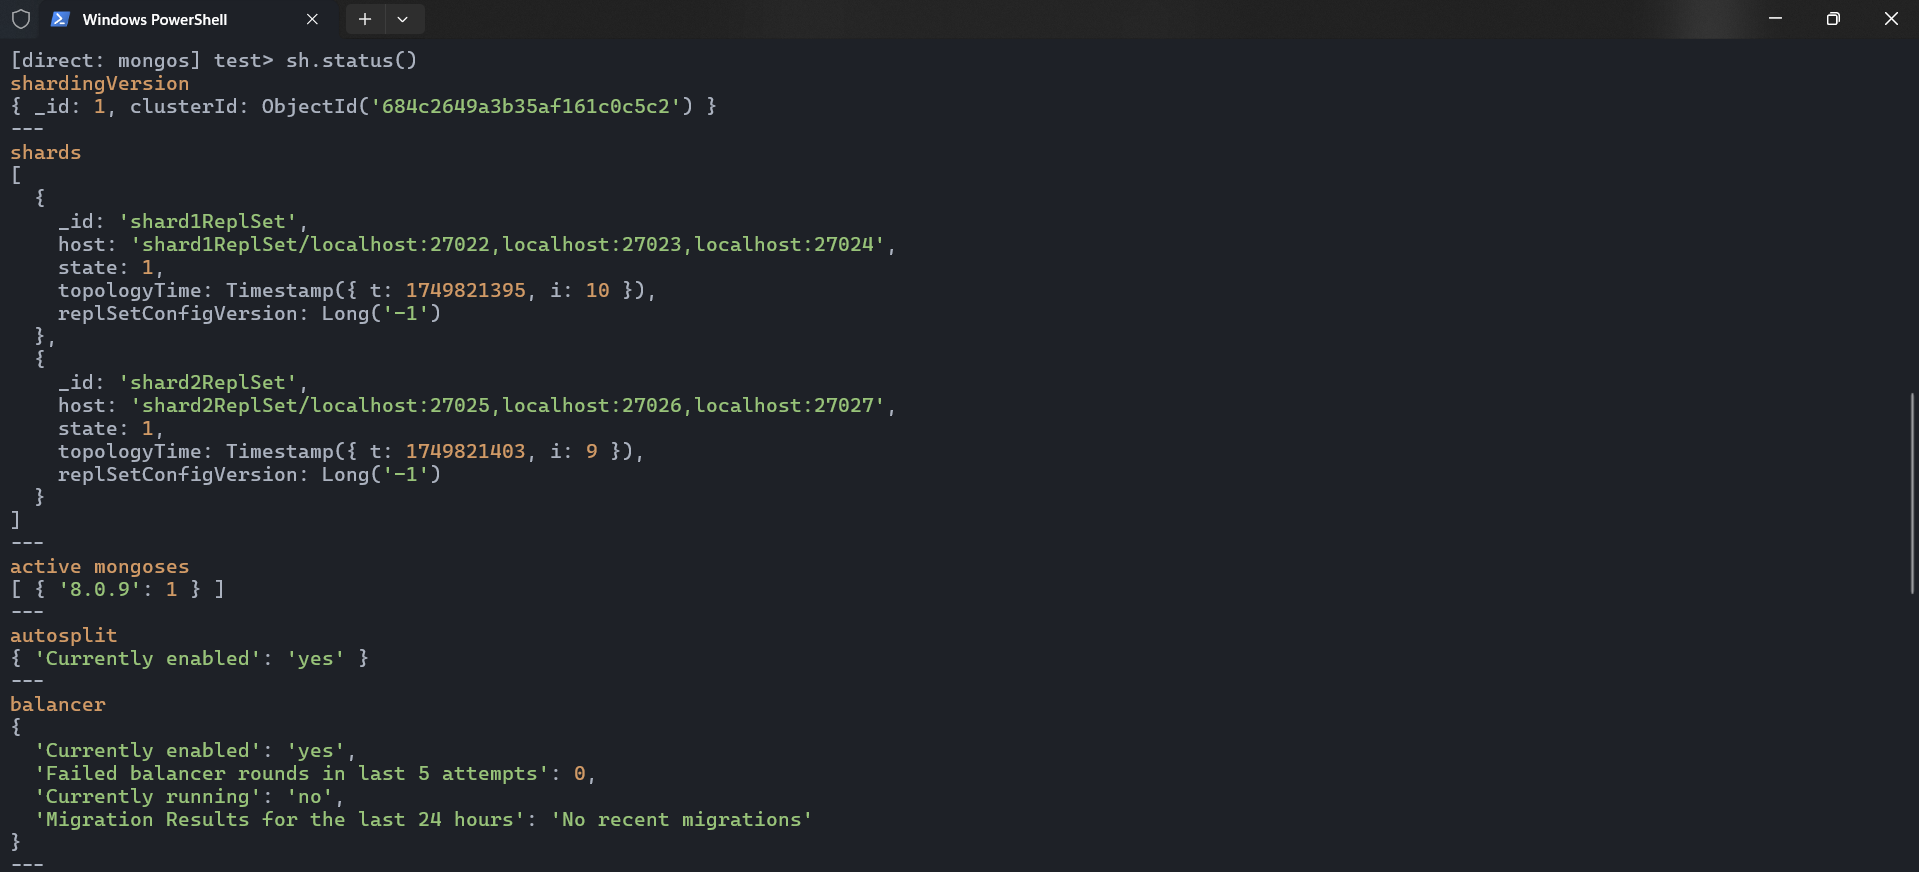 Windows PowerShell
[direct: mongos] test> sh.status()
shardingVersion
{ _id: 1, clusterId: ObjectId('684c2649a3b35af161c0c5c2') }
---
shards
[
  {
    _id: 'shard1ReplSet',
    host: 'shard1ReplSet/localhost:27022,localhost:27023,localhost:27024',
    state: 1,
    topologyTime: Timestamp({ t: 1749821395, i: 10 }),
    replSetConfigVersion: Long('-1')
  },
  {
    _id: 'shard2ReplSet',
    host: 'shard2ReplSet/localhost:27025,localhost:27026,localhost:27027',
    state: 1,
    topologyTime: Timestamp({ t: 1749821403, i: 9 }),
    replSetConfigVersion: Long('-1')
  }
]
---
active mongoses
[ { '8.0.9': 1 } ]
---
autosplit
{ 'Currently enabled': 'yes' }
---
balancer
{
  'Currently enabled': 'yes',
  'Failed balancer rounds in last 5 attempts': 0,
  'Currently running': 'no',
  'Migration Results for the last 24 hours': 'No recent migrations'
}
---